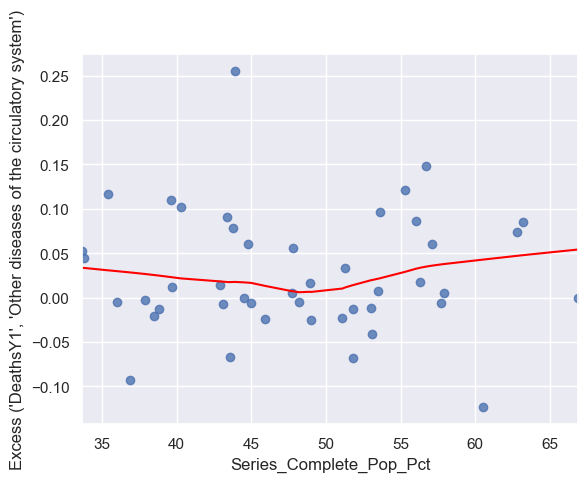 Excess ('DeathsY1', 'Other diseases of the circulatory system')
0.25
0.20
0.15
0.10
0.05
0.00
−0.05
−0.10
35 40 45 50 55 60 65
Series_Complete_Pop_Pct